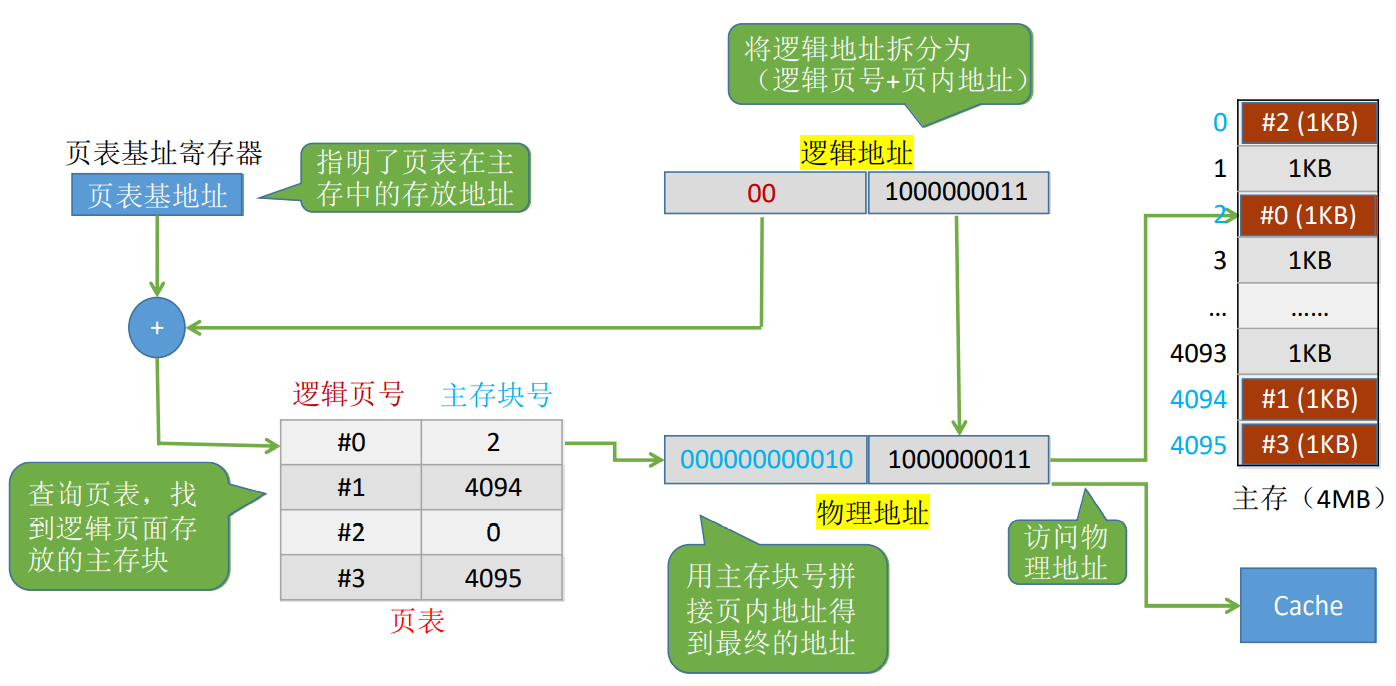 将逻辑地址拆分为
（逻辑页号+页内地址）
页表基址寄存器
页表基地址
指明了页表在主
存中的存放地址
逻辑地址
00 1000000011
+
逻辑页号 主存块号
#0 2
#1 4094
#2 0
#3 4095
页表
查询页表，找
到逻辑页面存
放的主存块
000000000010 1000000011
物理地址
用主存块号拼
接页内地址得
到最终的地址
访问物
理地址
0 #2 (1KB)
1 1KB
2 #0 (1KB)
3 1KB
... ......
4093 1KB
4094 #1 (1KB)
4095 #3 (1KB)
主存（4MB）
Cache